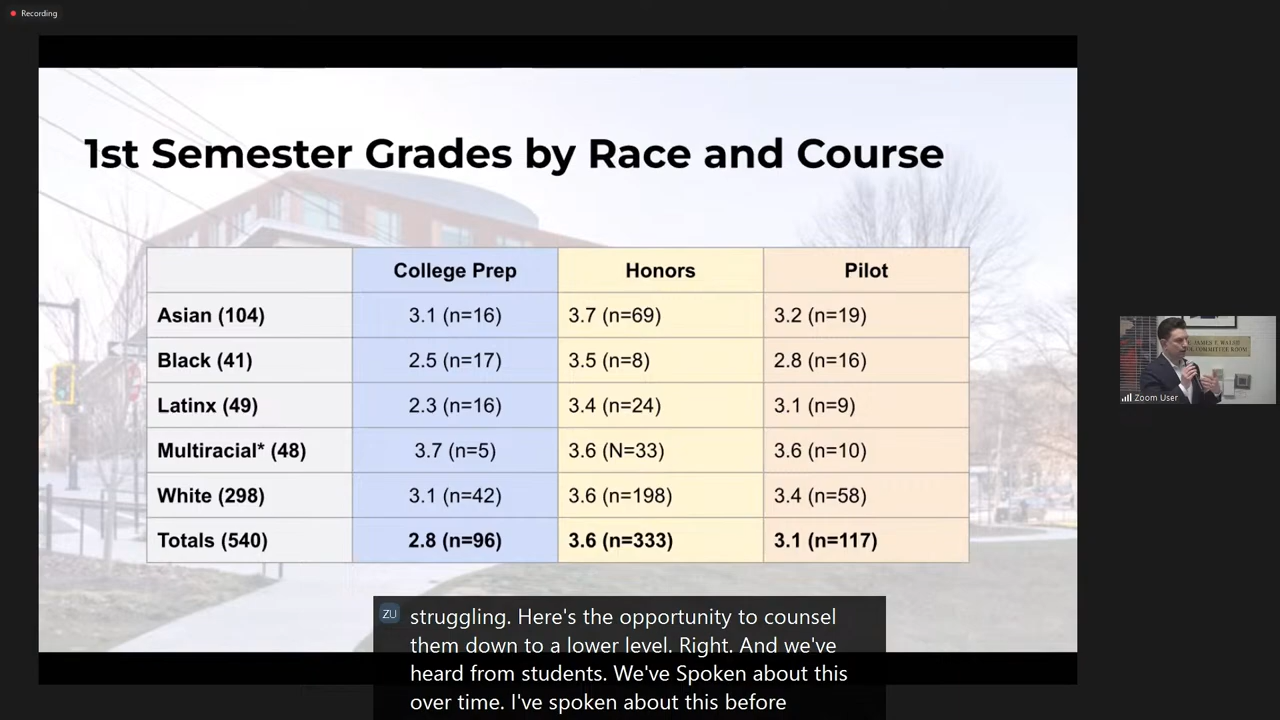 Recording
1st Semester Grades by Race and Course
College Prep Honors Pilot
Asian (104) 3.1 (n=16) 3.7 (n=69) 3.2 (n=19)
Black (41) 2.5 (n=17) 3.5 (n=8) 2.8 (n=16)
Latinx (49) 2.3 (n=16) 3.4 (n=24) 3.1 (n=9)
Multiracial* (48) 3.7 (n=5) 3.6 (N=33) 3.6 (n=10)
White (298) 3.1 (n=42) 3.6 (n=198) 3.4 (n=58)
Totals (540) 2.8 (n=96) 3.6 (n=333) 3.1 (n=117)
JAMES F. WALSH
COMMITTEE ROOM
Zoom User
ZU
struggling. Here's the opportunity to counsel
them down to a lower level. Right. And we've
heard from students. We've Spoken about this
over time. I've spoken about this before